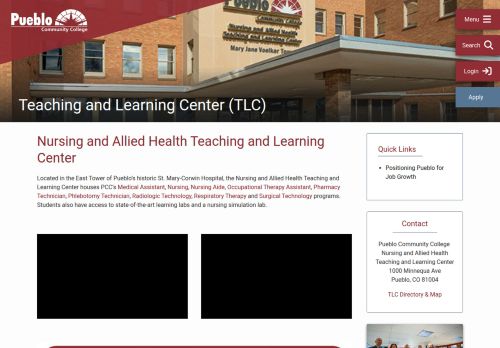 Pueblo
Community College
Menu
Search
Login
Apply
Pueblo
Community College
Nursing and Allied Health
Teaching and Learning Center
Mary Jane Voelker
Teaching and Learning Center (TLC)
Nursing and Allied Health Teaching and Learning
Center
Located in the East Tower of Pueblo's historic St. Mary-Corwin Hospital, the Nursing and Allied Health Teaching and
Learning Center houses PCC's Medical Assistant, Nursing, Nursing Aide, Occupational Therapy Assistant, Pharmacy
Technician, Phlebotomy Technician, Radiologic Technology, Respiratory Therapy and Surgical Technology programs.
Students also have access to state-of-the-art learning labs and a nursing simulation lab.
Quick Links
Positioning Pueblo for
Job Growth
Contact
Pueblo Community College
Nursing and Allied Health
Teaching and Learning Center
1000 Minnequa Ave
Pueblo, CO 81004
TLC Directory & Map